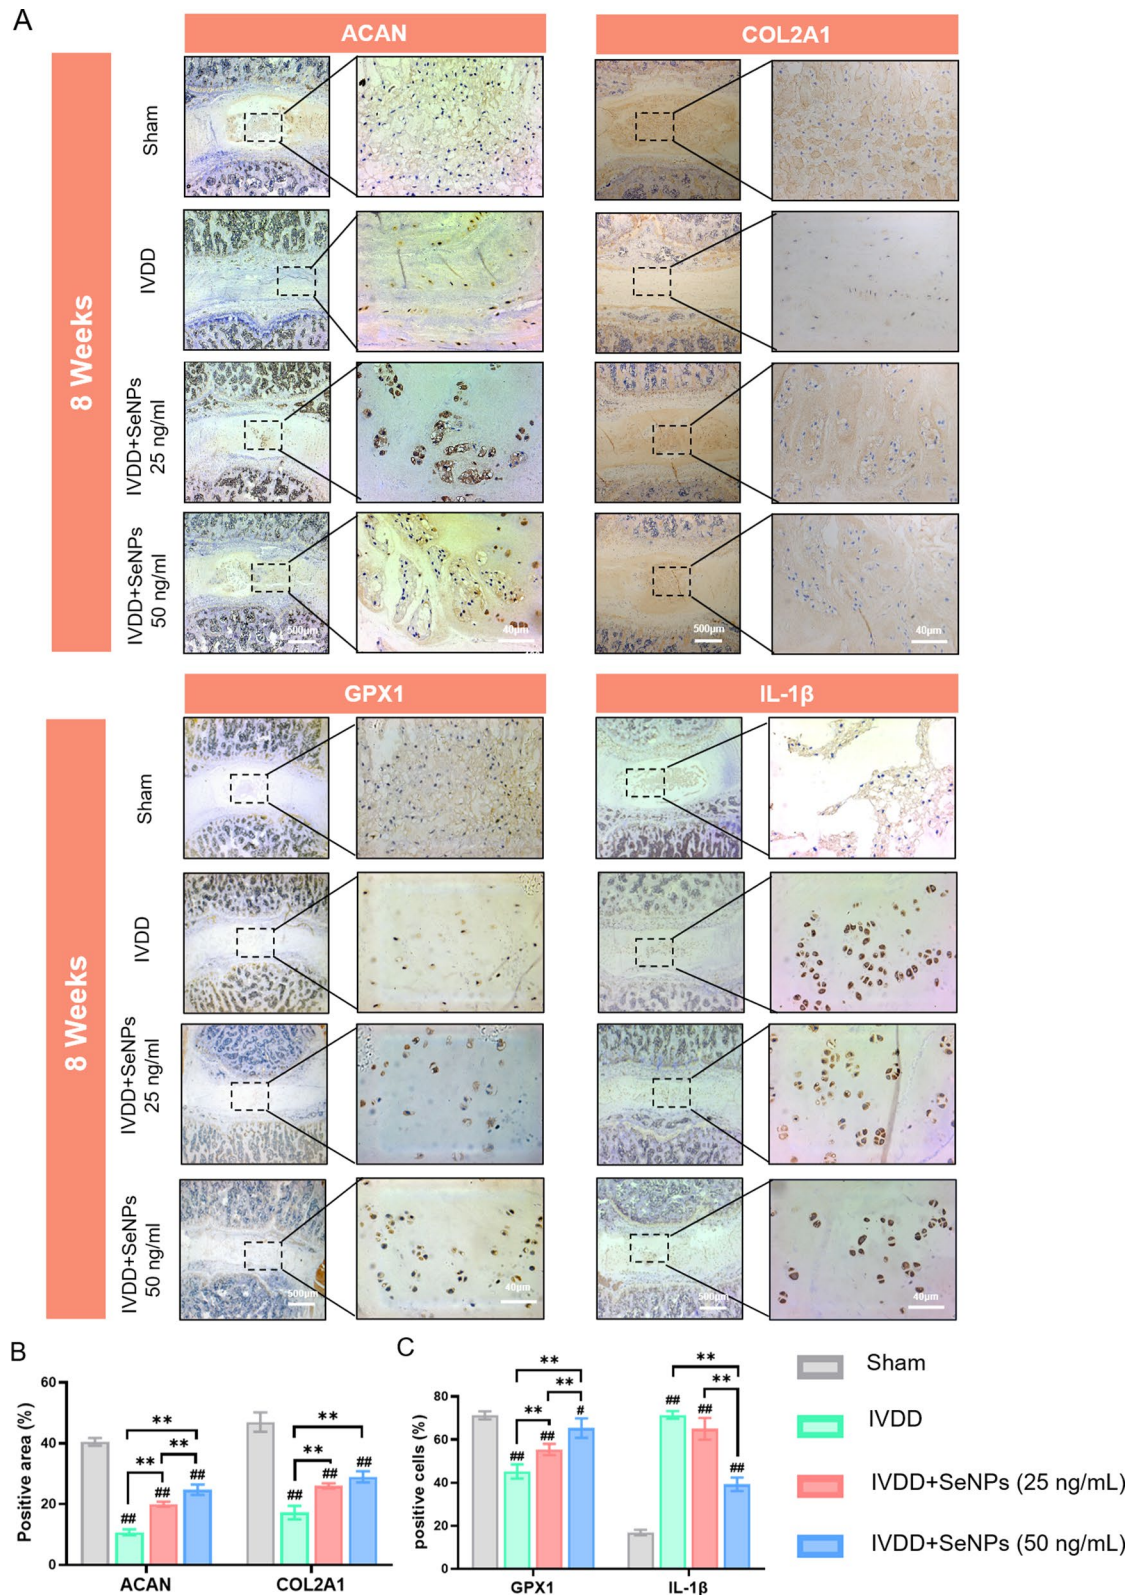 A
ACAN
COL2A1
8 Weeks
Sham
IVDD
IVDD+SeNPs
25 ng/ml
IVDD+SeNPs
50 ng/ml
500μm
40μm
500μm
40μm
GPX1
IL-1β
8 Weeks
Sham
IVDD
IVDD+SeNPs
25 ng/ml
IVDD+SeNPs
50 ng/ml
500μm
40μm
500μm
40μm
B
Positive area (%)
60
40
20
0
##
##
##
**
**
**
##
##
##
**
**
ACAN
COL2A1
C
positive cells (%)
80
60
40
20
0
##
##
#
**
**
**
##
##
##
**
**
GPX1
IL-1β
Sham
IVDD
IVDD+SeNPs (25 ng/mL)
IVDD+SeNPs (50 ng/mL)